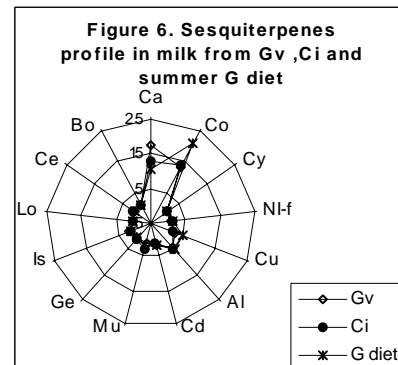 Figure 6. Sesquiterpenes
profile in milk from Gv ,Ci and
summer G diet
Ca
25
Bo
Co
15
Ce
Cy
5
Lo
NI-f
Is
Cu
Ge
Al
Mu
Cd
Gv
Ci
G diet